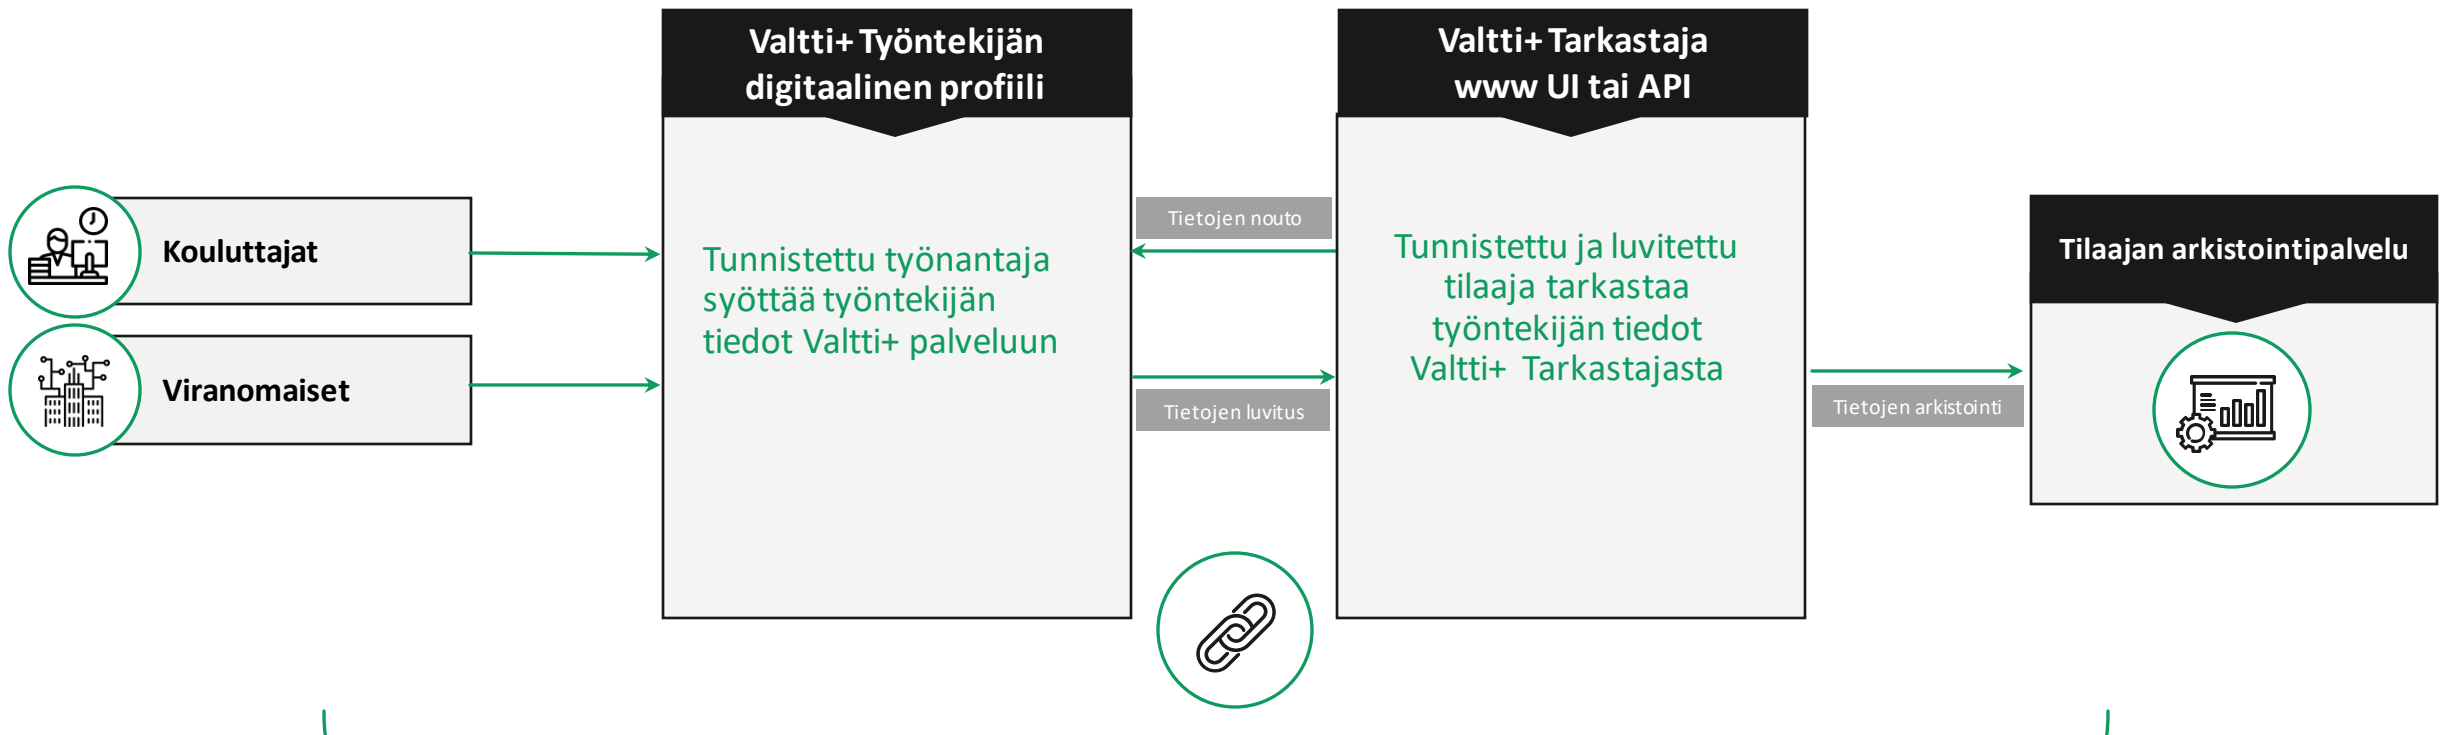 Valtti+ Työntekijän
digitaalinen profiili
Valtti+ Tarkastaja
www UI tai API
Kouluttajat
Viranomaiset
Tunnistettu työnantaja
syöttää työntekijän
tiedot Valtti+ palveluun
Tietojen nouto
Tietojen luvitus
Tunnistettu ja luvitettu
tilaaja tarkastaa
työntekijän tiedot
Valtti+ Tarkastajasta
Tietojen arkistointi
Tilaajan arkistointipalvelu